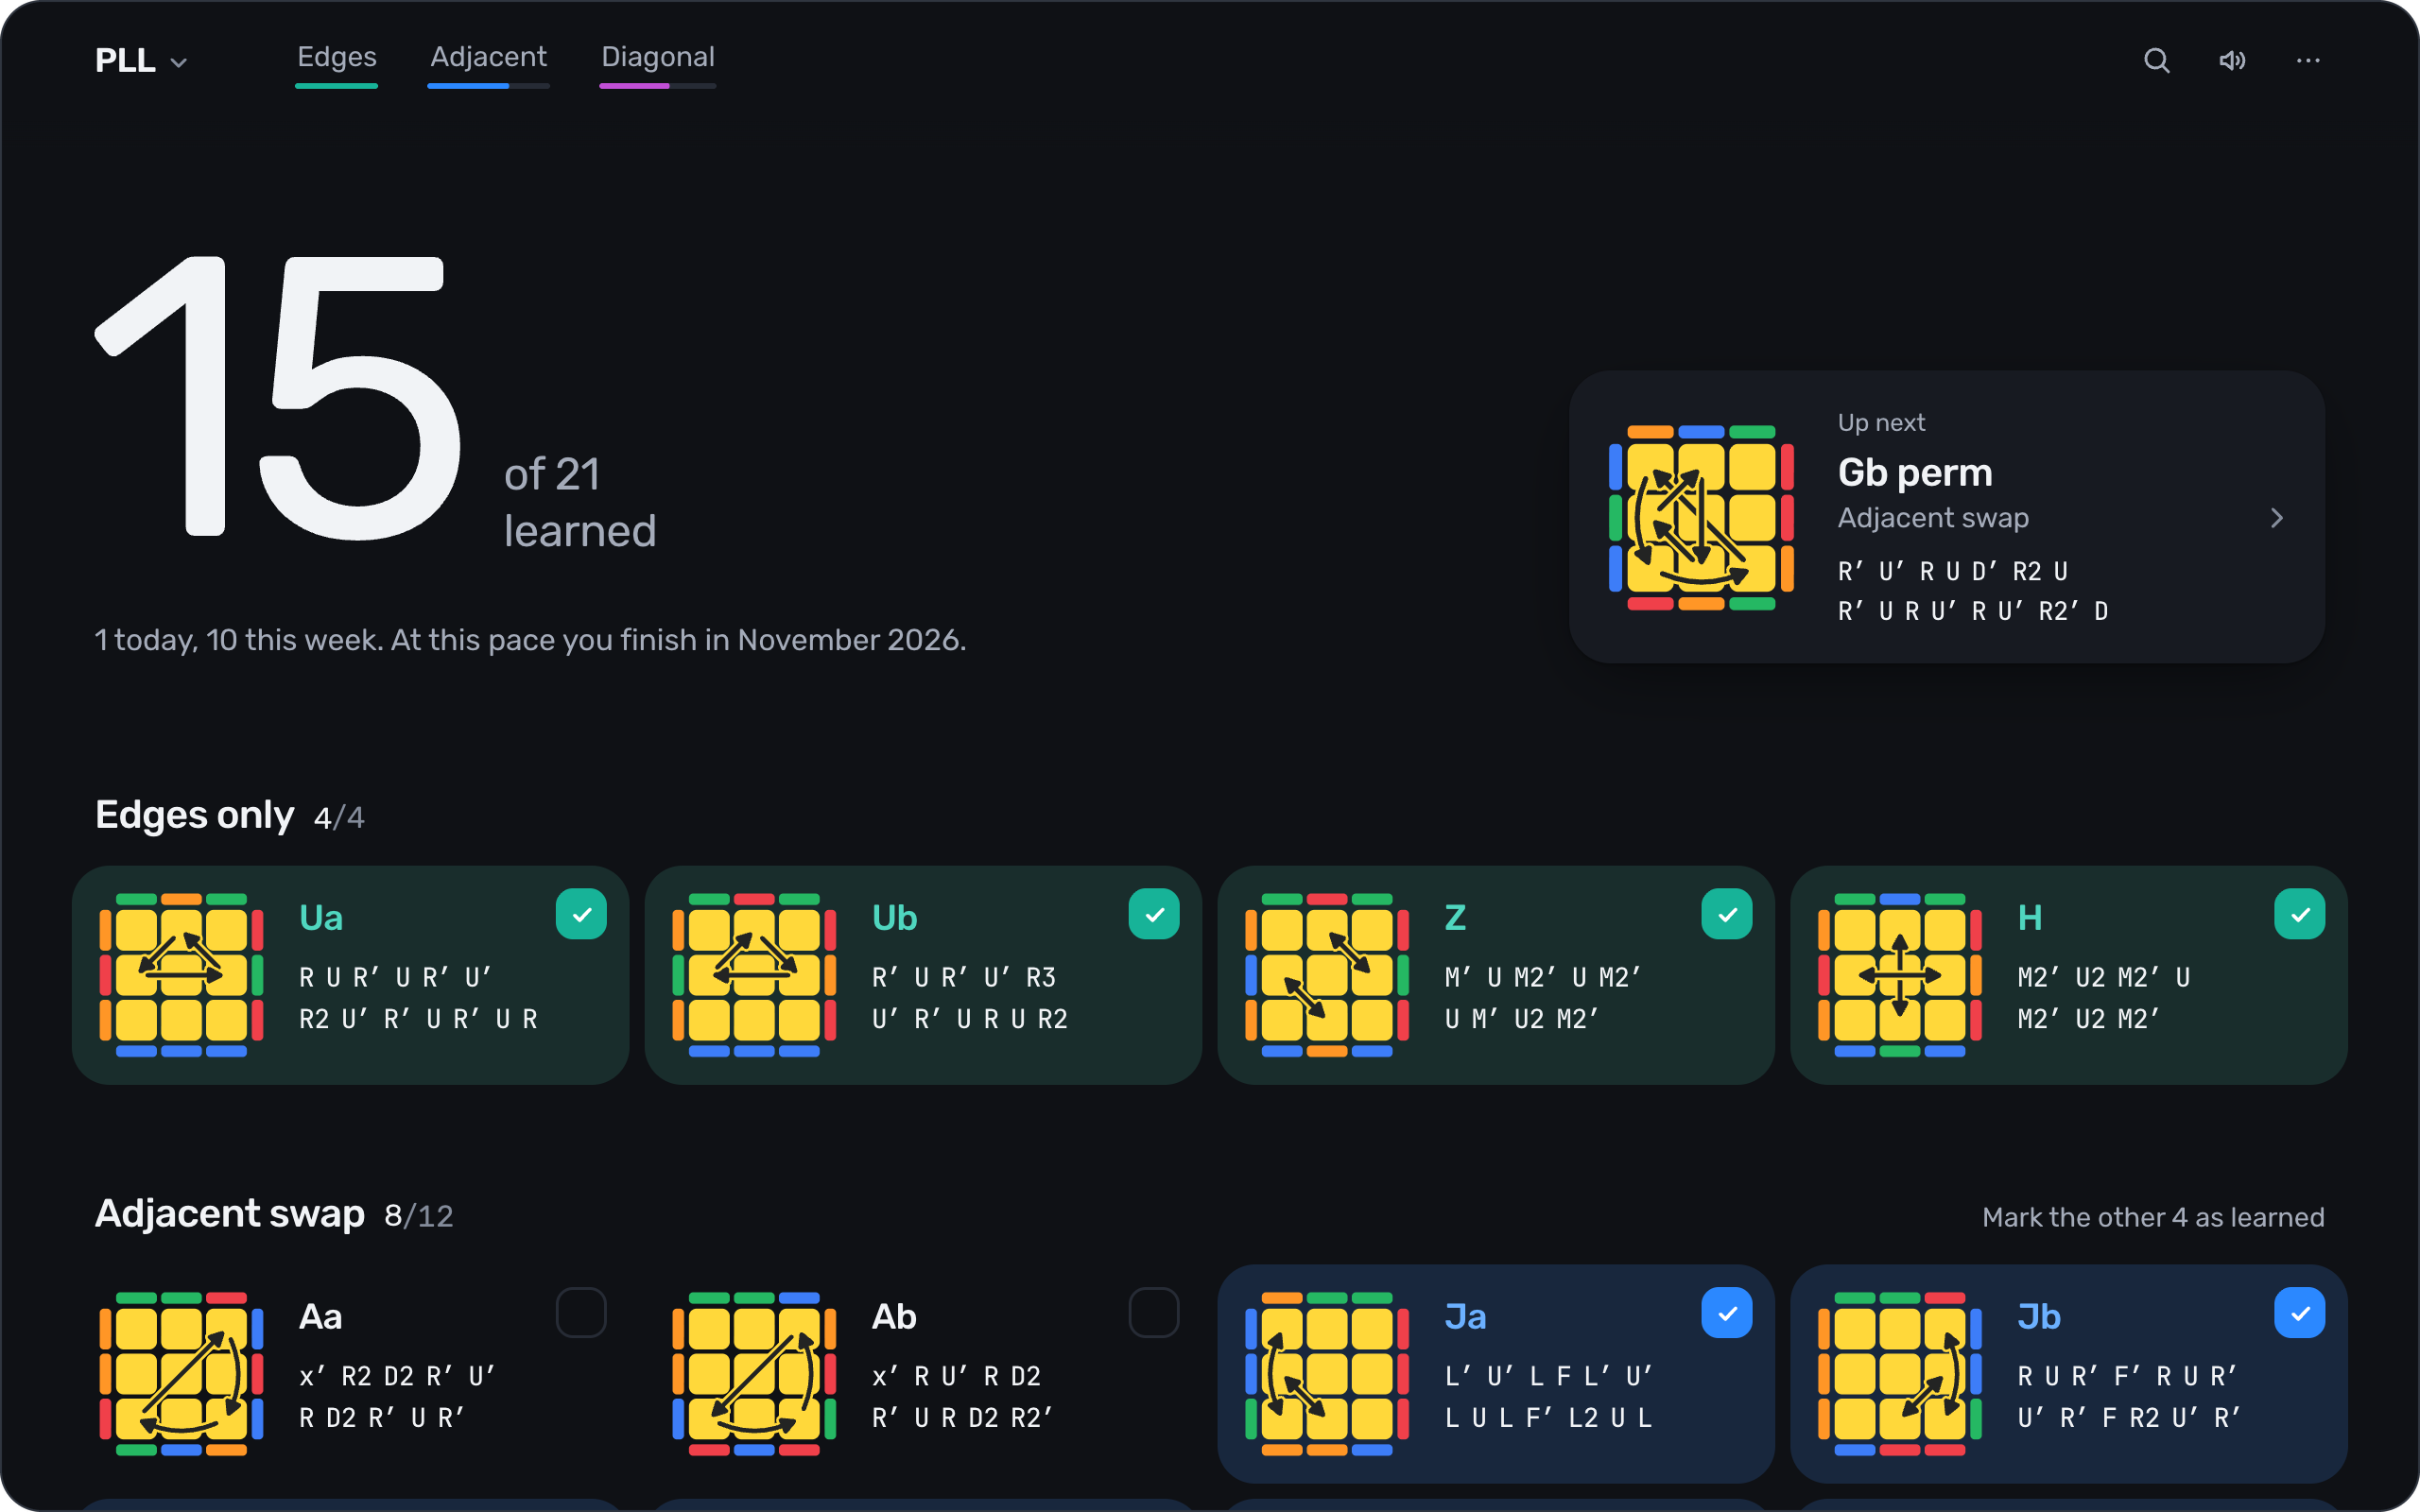 PLL
Edges
Adjacent
Diagonal
15
of 21
learned
1 today, 10 this week. At this pace you finish in November 2026.
Up next
Gb perm
Adjacent swap
R’ U’ R U D’ R2 U
R’ U R U’ R U’ R2’ D
Edges only 4/4
Ua
R U R’ U R’ U’
R2 U’ R’ U R’ U R
Ub
R’ U R’ U’ R3
U’ R’ U R U R2
Z
M’ U M2’ U M2’
U M’ U2 M2’
H
M2’ U2 M2’ U
M2’ U2 M2’
Adjacent swap 8/12
Mark the other 4 as learned
Aa
x’ R2 D2 R’ U’
R D2 R’ U R’
Ab
x’ R U’ R D2
R’ U R D2 R2’
Ja
L’ U’ L F L’ U’
L U L F’ L2 U L
Jb
R U R’ F’ R U R’
U’ R’ F R2 U’ R’